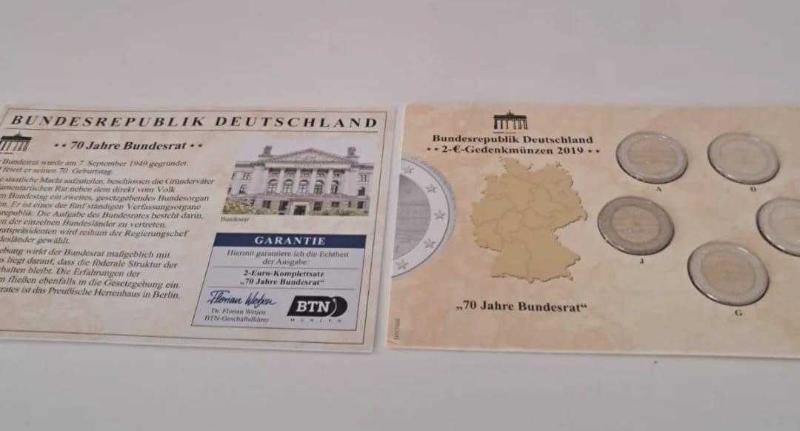 BUNDESREPUBLIK DEUTSCHLAND
70 Jahre Bundesrat
Bundesrat wurde am 7. September 1949 gegründet.
feiert er seinen 70. Geburtstag.
staatliche Macht aufzuteilen, beschlossen die Gründerväter
Rat neben dem direkt vom Volk
Bundestag ein zweites, gesetzgebendes Bundesorgan
Er ist eines der fünf ständigen Verfassungsorgane
Die Aufgabe des Bundesrates besteht darin,
der einzelnen Bundesländer zu vertreten.
wird reihum der Regierungschef
gewählt.
wirkt der Bundesrat maßgeblich mit
liegt darauf, dass die föderale Struktur der
bleibt. Die Erfahrungen der
fließen ebenfalls in die Gesetzgebung ein.
ist das Preußische Herrenhaus in Berlin.
Bundesrat
GARANTIE
Hiermit garantiere ich die Echtheit
der Ausgabe:
2-Euro-Komplettsatz
„70 Jahre Bundesrat“
Dr. Florian Wetjen
BTN-Geschäftsführer
BTN
MÜNZEN
Bundesrepublik Deutschland
2-€-Gedenkmünzen 2019
„70 Jahre Bundesrat“
A
D
J
G